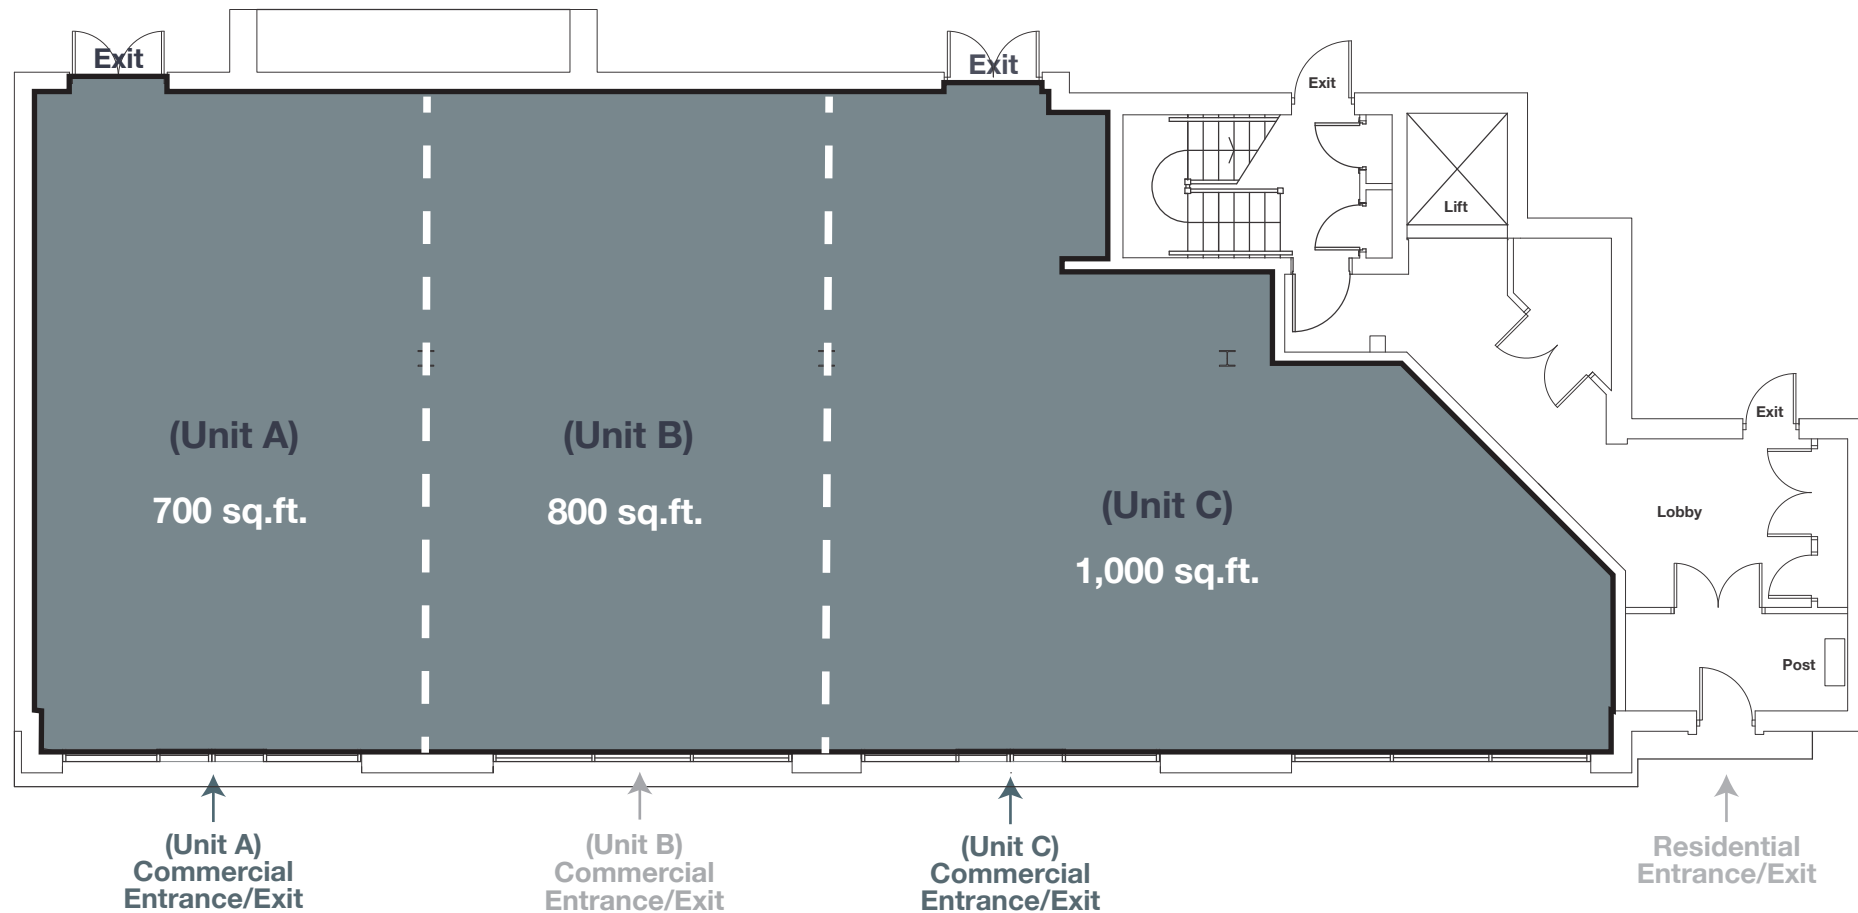 Exit
Exit
Exit
Lift
Exit
(Unit A)
700 sq.ft.
(Unit B)
800 sq.ft.
(Unit C)
1,000 sq.ft.
Lobby
Post
(Unit A)
Commercial
Entrance/Exit
(Unit B)
Commercial
Entrance/Exit
(Unit C)
Commercial
Entrance/Exit
Residential
Entrance/Exit